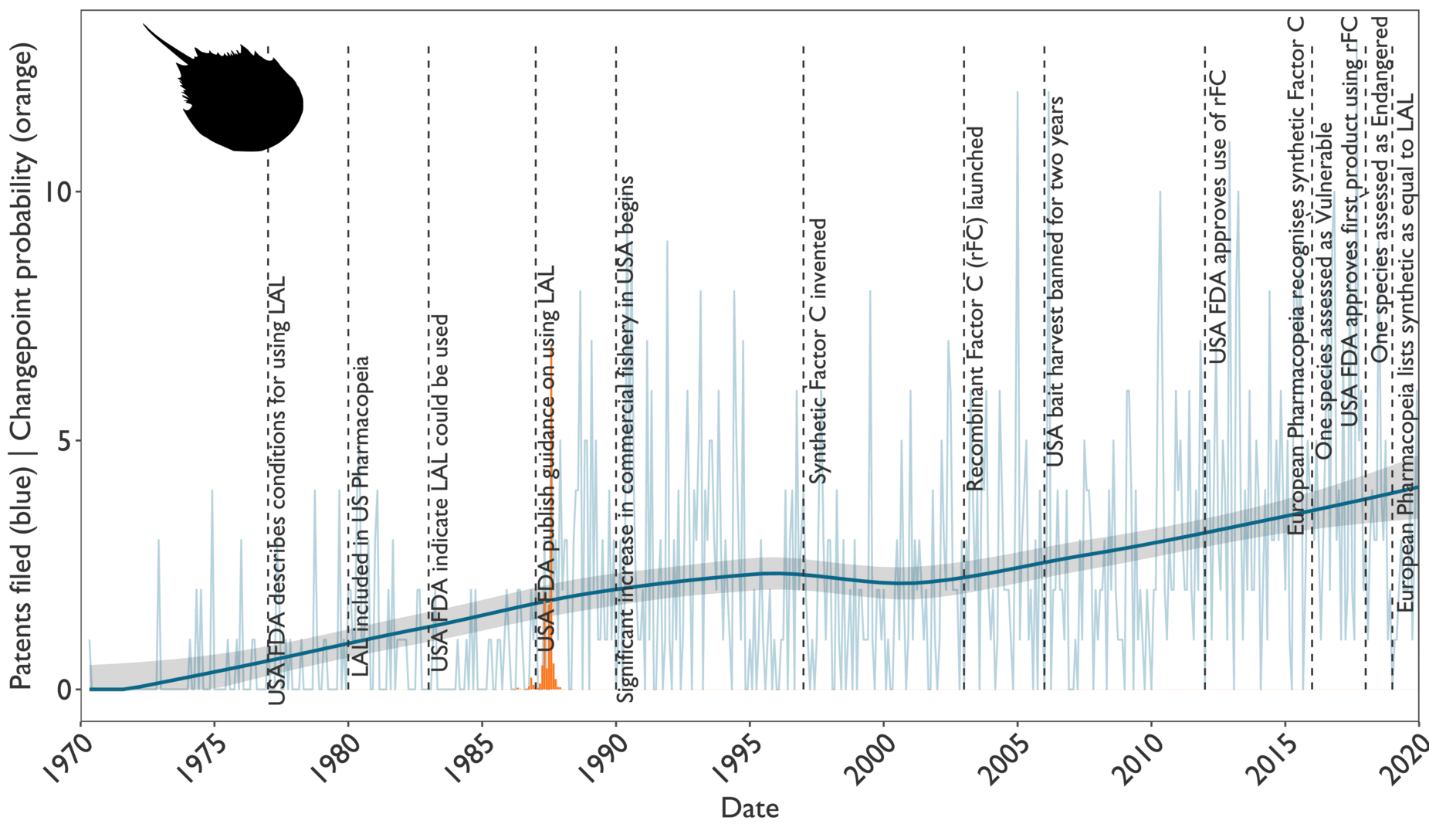 Patents filed (blue) | Changepoint probability (orange)
10
5
0
USA FDA describes conditions for using LAL
LAL included in US Pharmacopeia
USA FDA indicate LAL could be used
USA FDA publish guidance on using LAL
Significant increase in commercial fishery in USA begins
Synthetic Factor C invented
Recombinant Factor C (rFC) launched
USA bait harvest banned for two years
USA FDA approves use of rFC
European Pharmacopeia recognises synthetic Factor C
One species assessed as Vulnerable
USA FDA approves first product using rFC
One species assessed as Endangered
European Pharmacopeia lists synthetic as equal to LAL
1970
1975
1980
1985
1990
1995
2000
2005
2010
2015
2020
Date